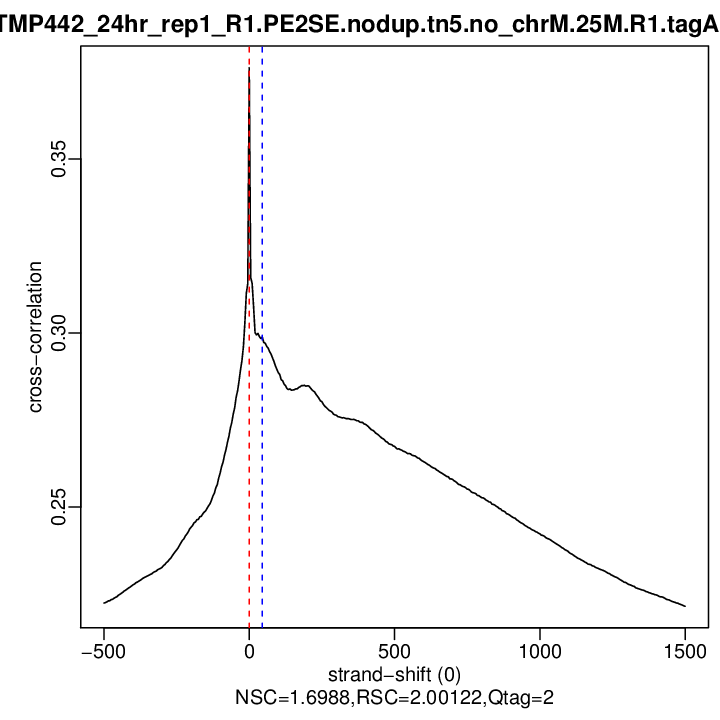 TMP442_24hr_rep1_R1.PE2SE.nodup.tn5.no_chrM.25M.R1.tagA
0.35
0.30
0.25
cross−correlation
−500 0 500 1000 1500
strand−shift (0)
NSC=1.6988,RSC=2.00122,Qtag=2